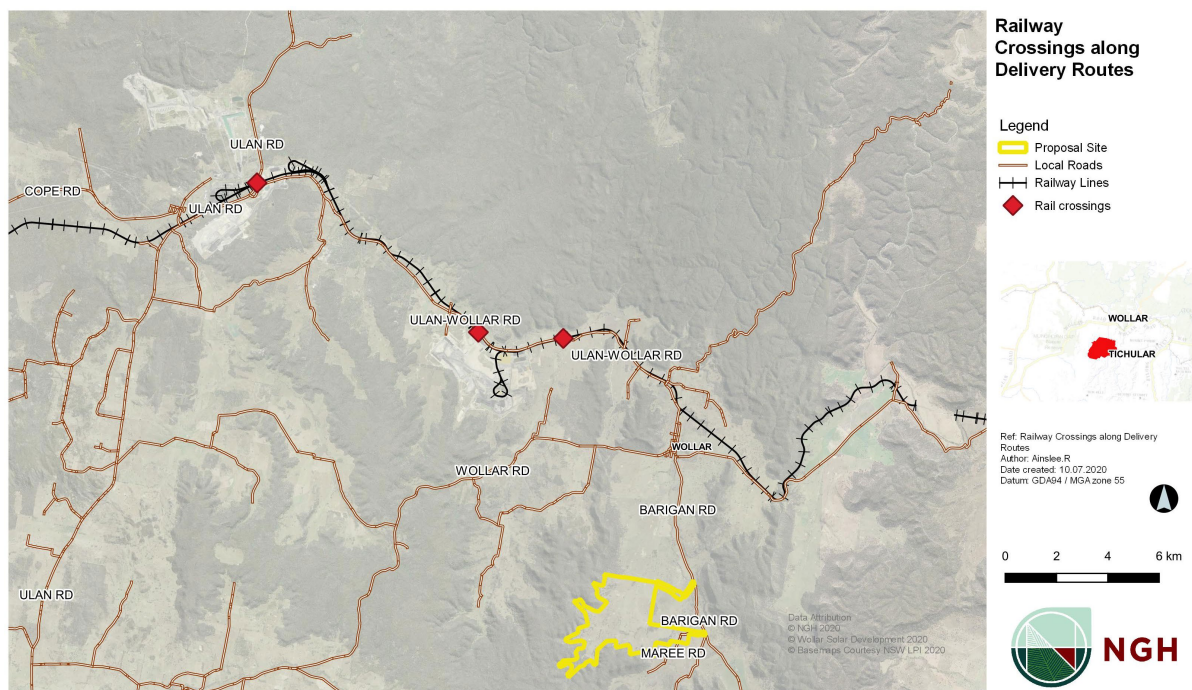 Railway
Crossings along
Delivery Routes
Legend
Proposal Site
Local Roads
Railway Lines
Rail crossings
ULAN RD
COPE RD
ULAN RD
ULAN-WOLLAR RD
ULAN-WOLLAR RD
WOLLAR
WOLLAR RD
BARIGAN RD
ULAN RD
BARIGAN RD
MAREE RD
Data Attribution
© NGH 2020
© Wollar Solar Development 2020
© Basemaps Courtesy NSW LPI 2020
WOLLAR
TICHULAR
Ref: Railway Crossings along Delivery
Routes
Author: Ainslee.R
Date created: 10.07.2020
Datum: GDA94 / MGA zone 55
0 2 4 6 km
NGH